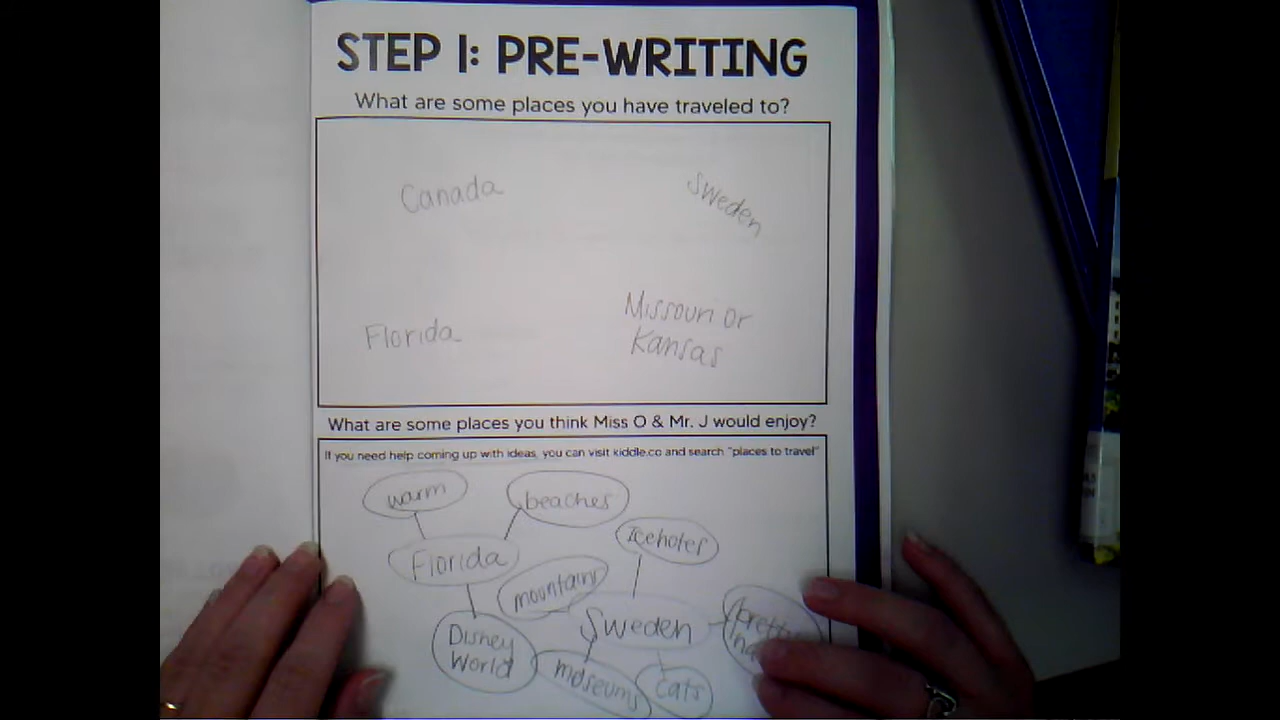 STEP 1: PRE-WRITING
What are some places you have traveled to?
Canada
Sweden
Florida
Missouri or
Kansas
What are some places you think Miss O & Mr. J would enjoy?
If you need help coming up with ideas, you can visit kiddle.co and search "places to travel"
warm
beaches
Icehotel
Florida
mountains
Sweden
Disney
World
museums
cats